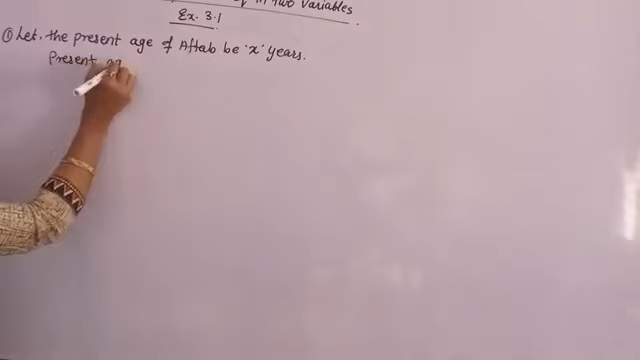 in two Variables
Ex. 3.1
① Let. the present age of Aftab be 'x' years.
Present ag